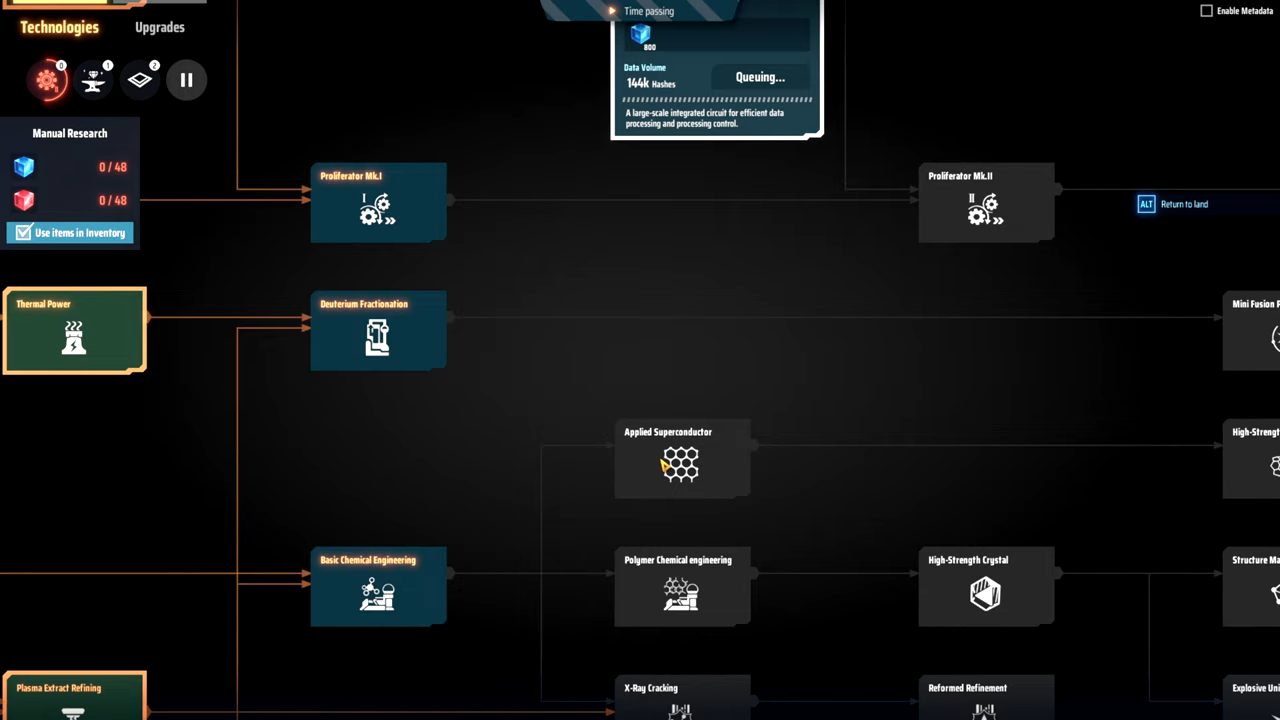 Time passing
Enable Metadata
Technologies
Upgrades
0
1
2
800
Data Volume
144k Hashes
Queuing...
A large-scale integrated circuit for efficient data
processing and processing control.
Manual Research
0 / 48
0 / 48
Use items in Inventory
Proliferator Mk.I
I
Proliferator Mk.II
II
ALT Return to land
Thermal Power
Deuterium Fractionation
Mini Fusion
Applied Superconductor
Basic Chemical Engineering
Polymer Chemical engineering
High-Strength Crystal
Plasma Extract Refining
X-Ray Cracking
Reformed Refinement